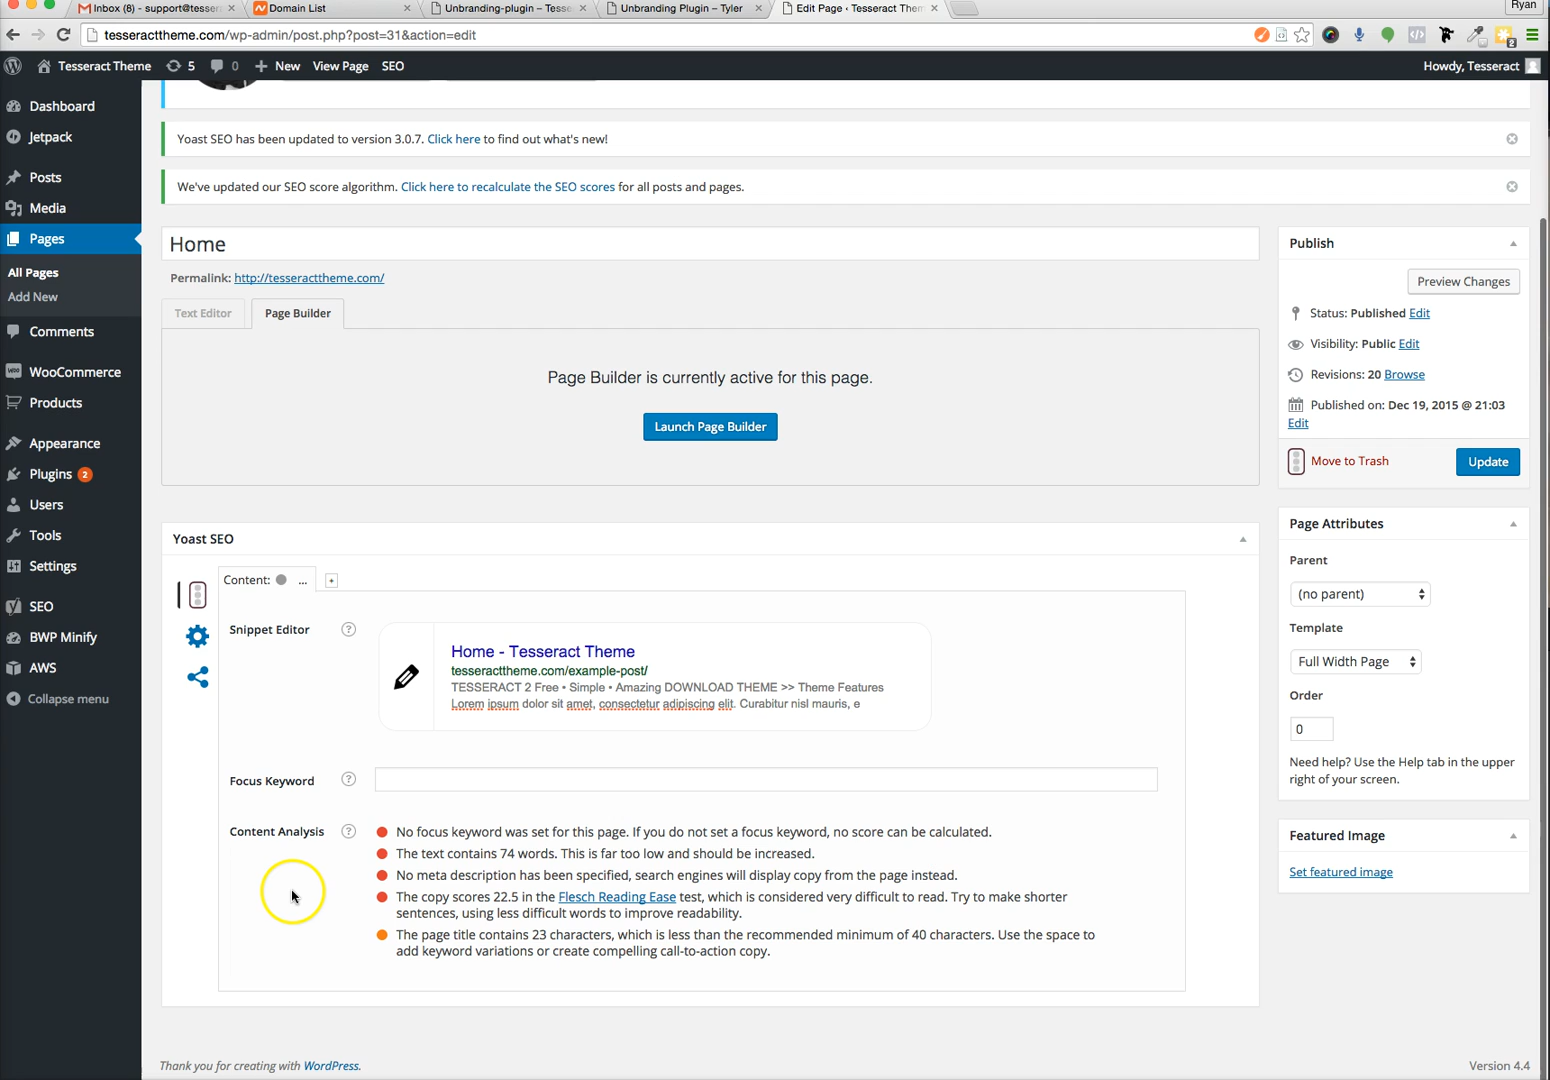 Inbox (8) - support@tesser
Domain List
Unbranding-plugin – Tesse
Unbranding Plugin – Tyler
Edit Page ‹ Tesseract Them
Ryan
tesseracttheme.com/wp-admin/post.php?post=31&action=edit
2
Tesseract Theme
5
0
New
View Page
SEO
Howdy, Tesseract
Dashboard
Jetpack
Posts
Media
Pages
All Pages
Add New
Comments
WooCommerce
Products
Appearance
Plugins 2
Users
Tools
Settings
SEO
BWP Minify
AWS
Collapse menu
Yoast SEO has been updated to version 3.0.7. Click here to find out what's new!
We've updated our SEO score algorithm. Click here to recalculate the SEO scores for all posts and pages.
Home
Permalink: http://tesseracttheme.com/
Text Editor
Page Builder
Page Builder is currently active for this page.
Launch Page Builder
Yoast SEO
Content: ...
+
Snippet Editor
?
Home - Tesseract Theme
tesseracttheme.com/example-post/
TESSERACT 2 Free • Simple • Amazing DOWNLOAD THEME >> Theme Features
Lorem ipsum dolor sit amet, consectetur adipiscing elit. Curabitur nisl mauris, e
Focus Keyword
?
Content Analysis
?
No focus keyword was set for this page. If you do not set a focus keyword, no score can be calculated.
The text contains 74 words. This is far too low and should be increased.
No meta description has been specified, search engines will display copy from the page instead.
The copy scores 22.5 in the Flesch Reading Ease test, which is considered very difficult to read. Try to make shorter
sentences, using less difficult words to improve readability.
The page title contains 23 characters, which is less than the recommended minimum of 40 characters. Use the space to
add keyword variations or create compelling call-to-action copy.
Publish
Preview Changes
Status: Published Edit
Visibility: Public Edit
Revisions: 20 Browse
Published on: Dec 19, 2015 @ 21:03
Edit
Move to Trash
Update
Page Attributes
Parent
(no parent)
Template
Full Width Page
Order
0
Need help? Use the Help tab in the upper
right of your screen.
Featured Image
Set featured image
Thank you for creating with WordPress.
Version 4.4